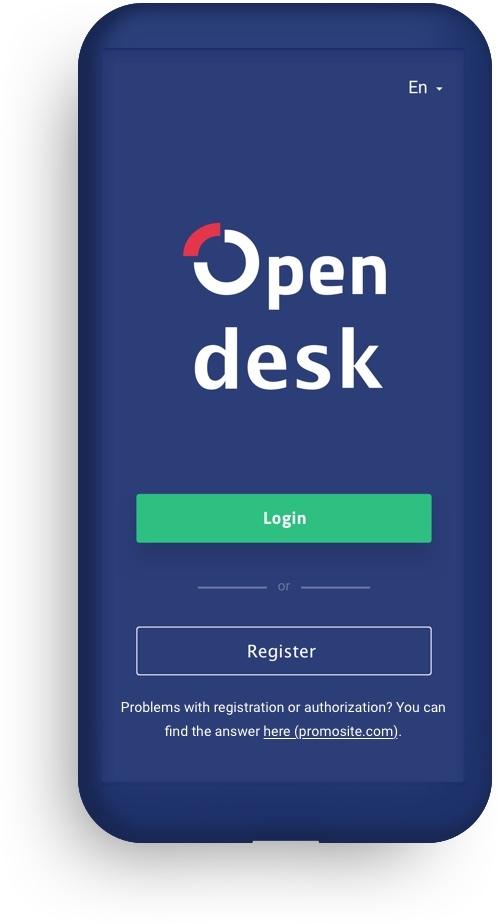 En
Open
desk
Login
or
Register
Problems with registration or authorization? You can
find the answer here (promosite.com).